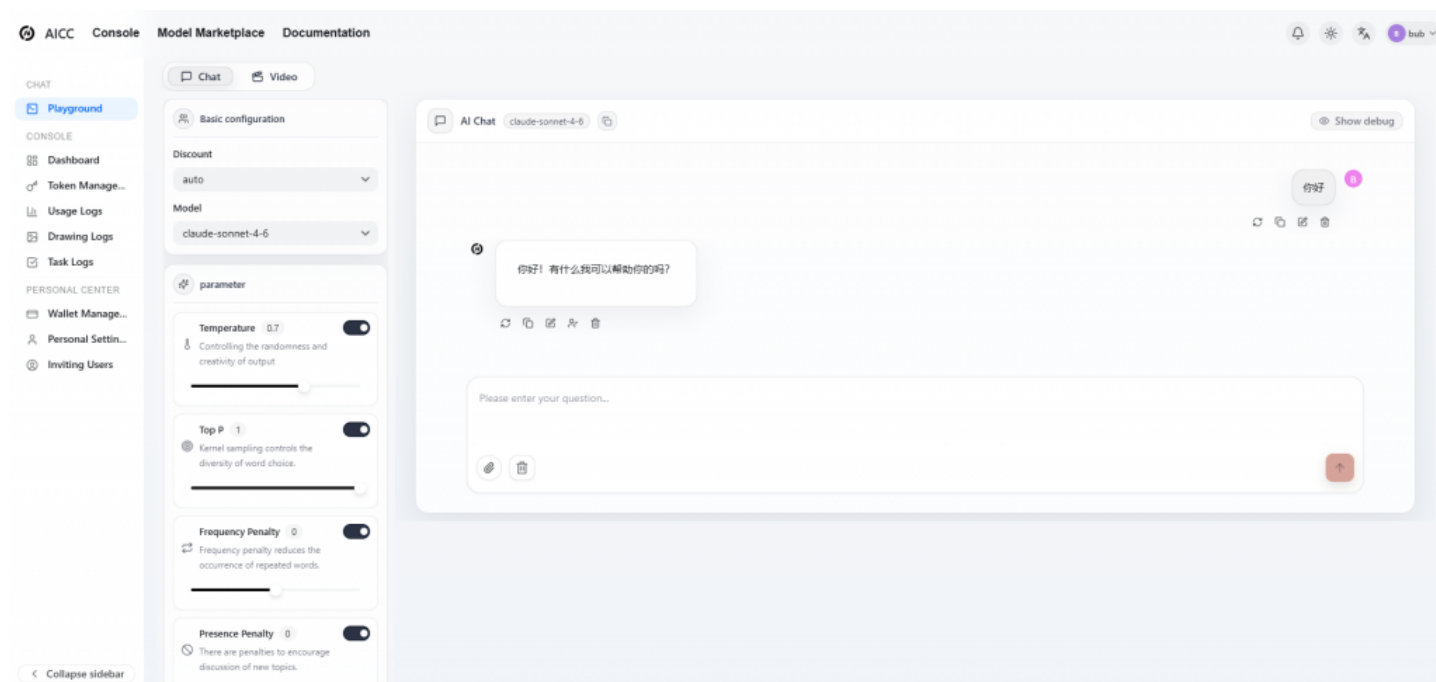 AICC Console Model Marketplace Documentation
bub
Chat Video
CHAT
Playground
CONSOLE
Dashboard
Token Manage...
Usage Logs
Drawing Logs
Task Logs
PERSONAL CENTER
Wallet Manage...
Personal Settin...
Inviting Users
Collapse sidebar
Basic configuration
Discount
auto
Model
claude-sonnet-4-6
parameter
Temperature 0.7
Controlling the randomness and
creativity of output
Top P 1
Kernel sampling controls the
diversity of word choice.
Frequency Penalty 0
Frequency penalty reduces the
occurrence of repeated words.
Presence Penalty 0
There are penalties to encourage
discussion of new topics.
AI Chat claude-sonnet-4-6
Show debug
你好
你好！有什么我可以帮助你的吗？
Please enter your question...